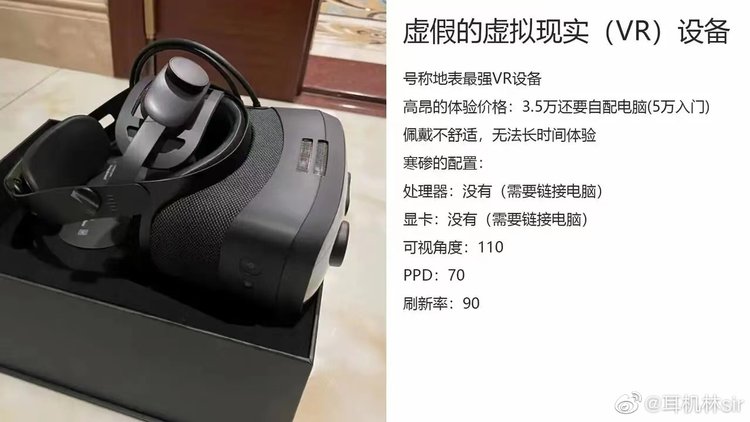 虚假的虚拟现实（VR）设备
号称地表最强VR设备
高昂的体验价格：3.5万还要自配电脑(5万入门)
佩戴不舒适，无法长时间体验
寒碜的配置：
处理器：没有（需要链接电脑）
显卡：没有（需要链接电脑）
可视角度：110
PPD：70
刷新率：90
@耳机林sir